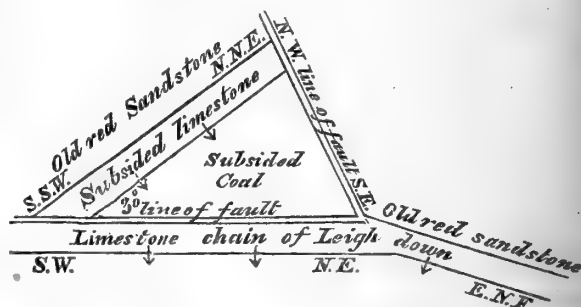 Old red Sandstone
S.S.W.
N.N.E.
N.W. line of fault S.E.
Subsided limestone
Subsided
Coal
3º line of fault
Old red sandstone
Limestone chain of Leigh down
S.W.
N.E.
E.N.E